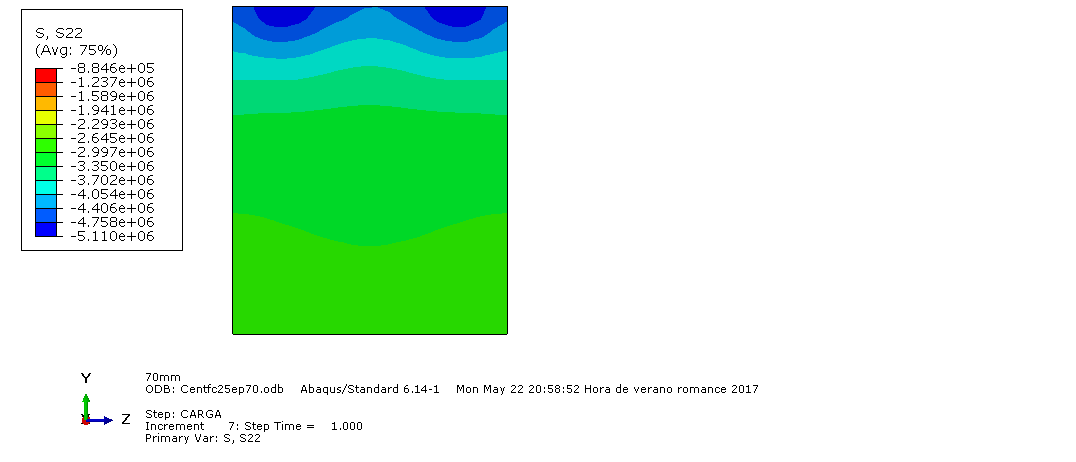 S, S22
(Avg: 75%)
-8.846e+05
-1.237e+06
-1.589e+06
-1.941e+06
-2.293e+06
-2.645e+06
-2.997e+06
-3.350e+06
-3.702e+06
-4.054e+06
-4.406e+06
-4.758e+06
-5.110e+06
Y
Z
70mm
ODB: Centfc25ep70.odb Abaqus/Standard 6.14-1 Mon May 22 20:58:52 Hora de verano romance 2017
Step: CARGA
Increment 7: Step Time = 1.000
Primary Var: S, S22